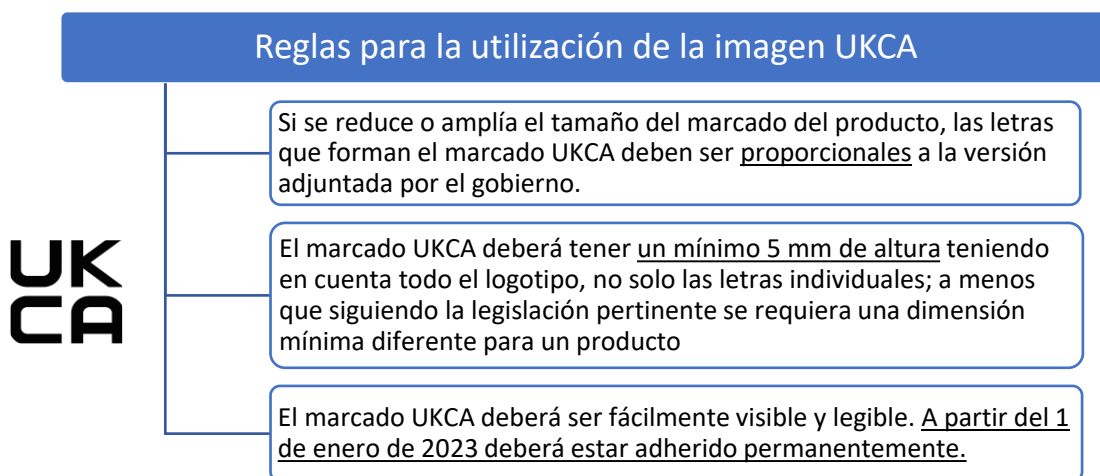 Reglas para la utilización de la imagen UKCA
Si se reduce o amplía el tamaño del marcado del producto, las letras
que forman el marcado UKCA deben ser proporcionales a la versión
adjuntada por el gobierno.
UK
CA
El marcado UKCA deberá tener un mínimo 5 mm de altura teniendo
en cuenta todo el logotipo, no solo las letras individuales; a menos
que siguiendo la legislación pertinente se requiera una dimensión
mínima diferente para un producto
El marcado UKCA deberá ser fácilmente visible y legible. A partir del 1
de enero de 2023 deberá estar adherido permanentemente.